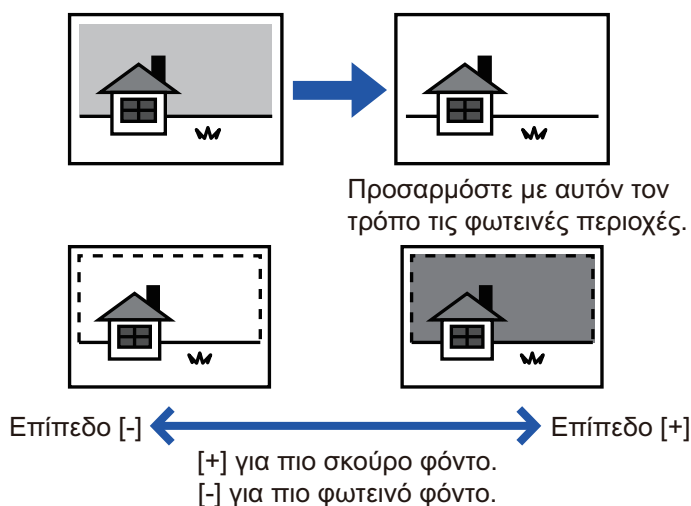 Προσαρμόστε με αυτόν τον
τρόπο τις φωτεινές περιοχές.
Επίπεδο [-]
Επίπεδο [+]
[+] για πιο σκούρο φόντο.
[-] για πιο φωτεινό φόντο.